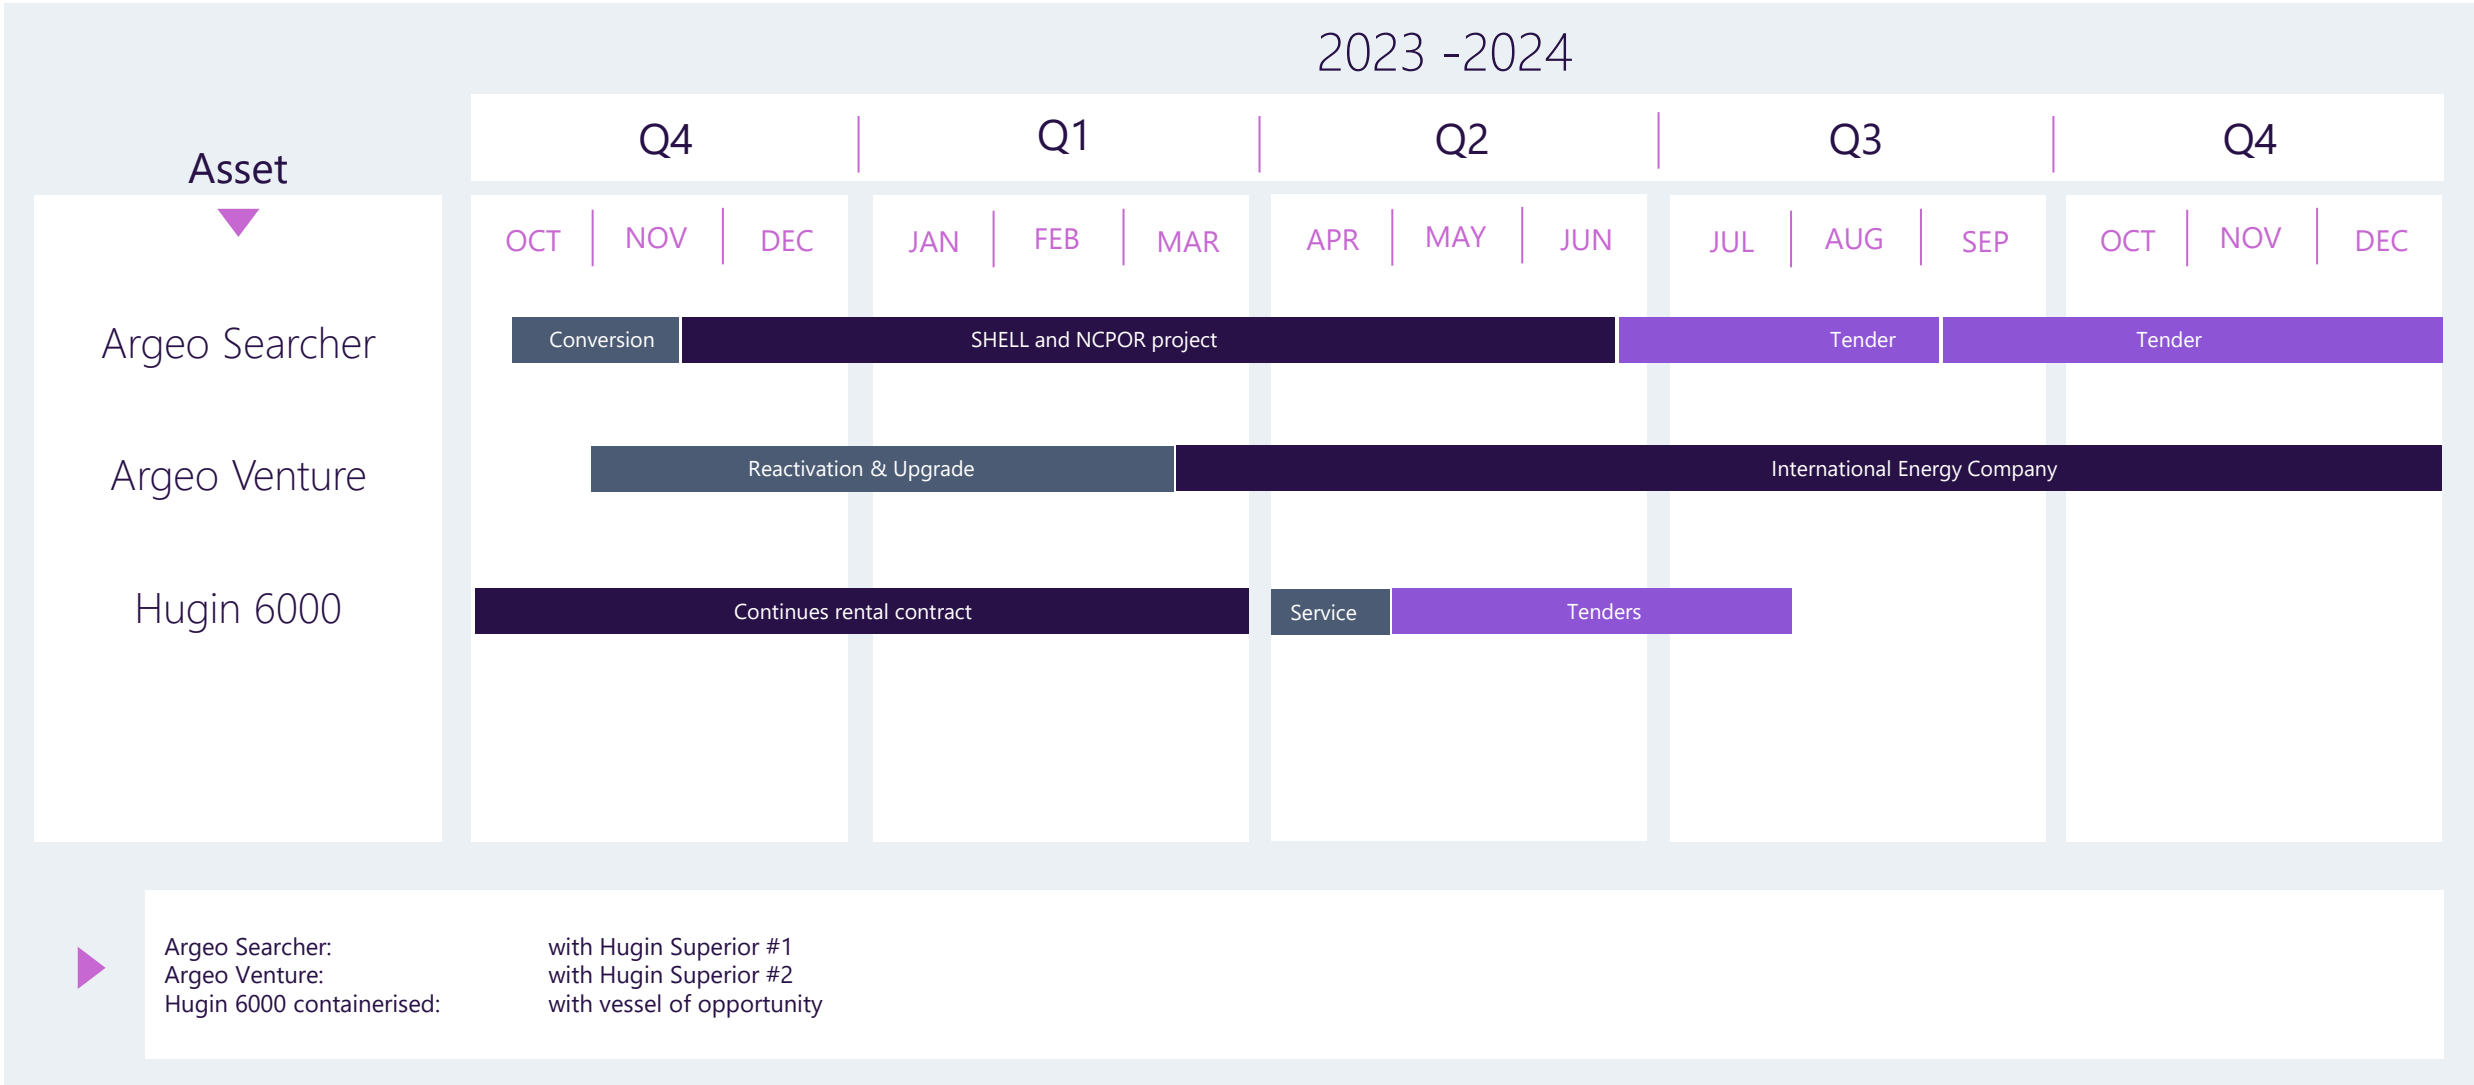 2023 -2024
Q4 Q1 Q2 Q3 Q4
Asset
OCT NOV DEC JAN FEB MAR APR MAY JUN JUL AUG SEP OCT NOV DEC
Argeo Searcher Conversion SHELL and NCPOR project Tender Tender
Argeo Venture Reactivation & Upgrade International Energy Company
Hugin 6000 Continues rental contract Service Tenders
Argeo Searcher: with Hugin Superior #1
Argeo Venture: with Hugin Superior #2
Hugin 6000 containerised: with vessel of opportunity